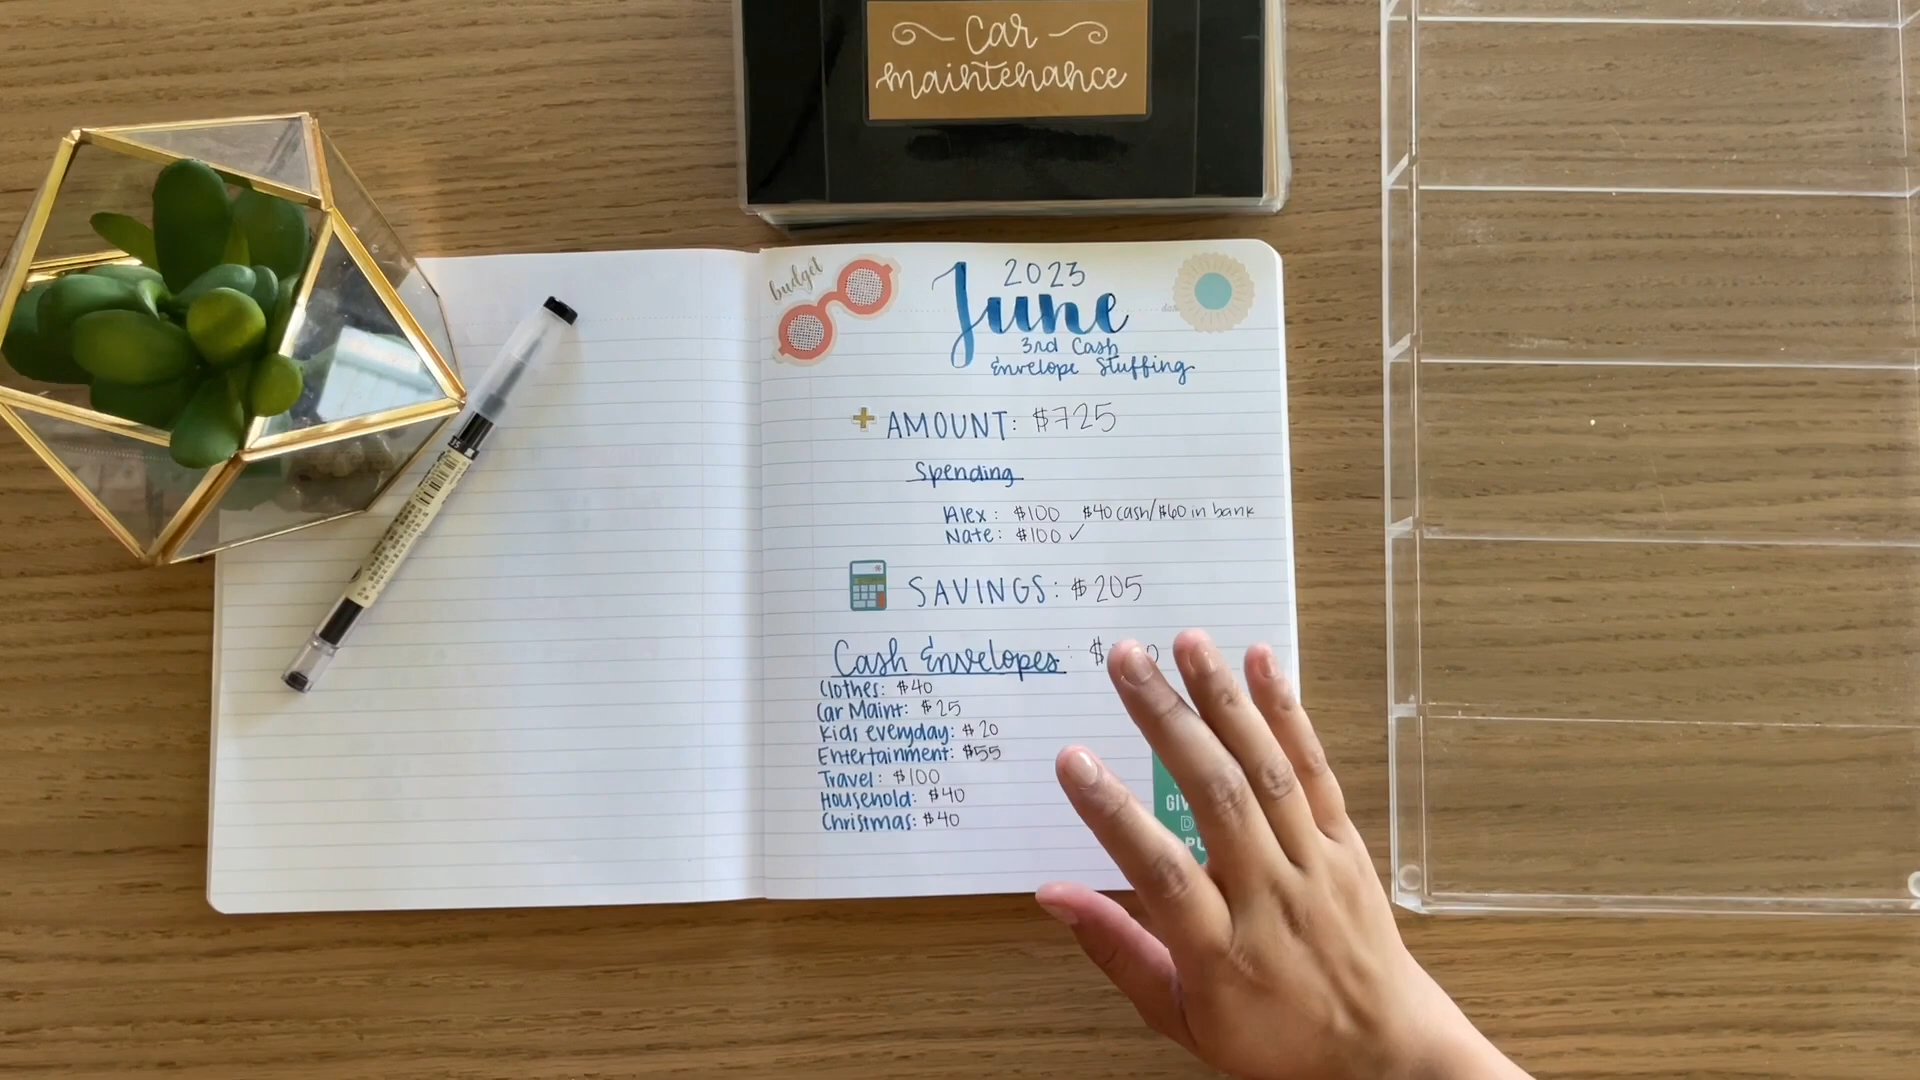 Car
maintenance
budget
2023
June
3rd Cash
Envelope Stuffing
+ AMOUNT: $725
Spending
Alex: $100 $40 cash/$60 in bank
Nate: $100 ✓
SAVINGS: $205
Cash Envelopes: $
Clothes: $40
Car Maint: $25
Kids everyday: $20
Entertainment: $55
Travel: $100
Household: $40
Christmas: $40